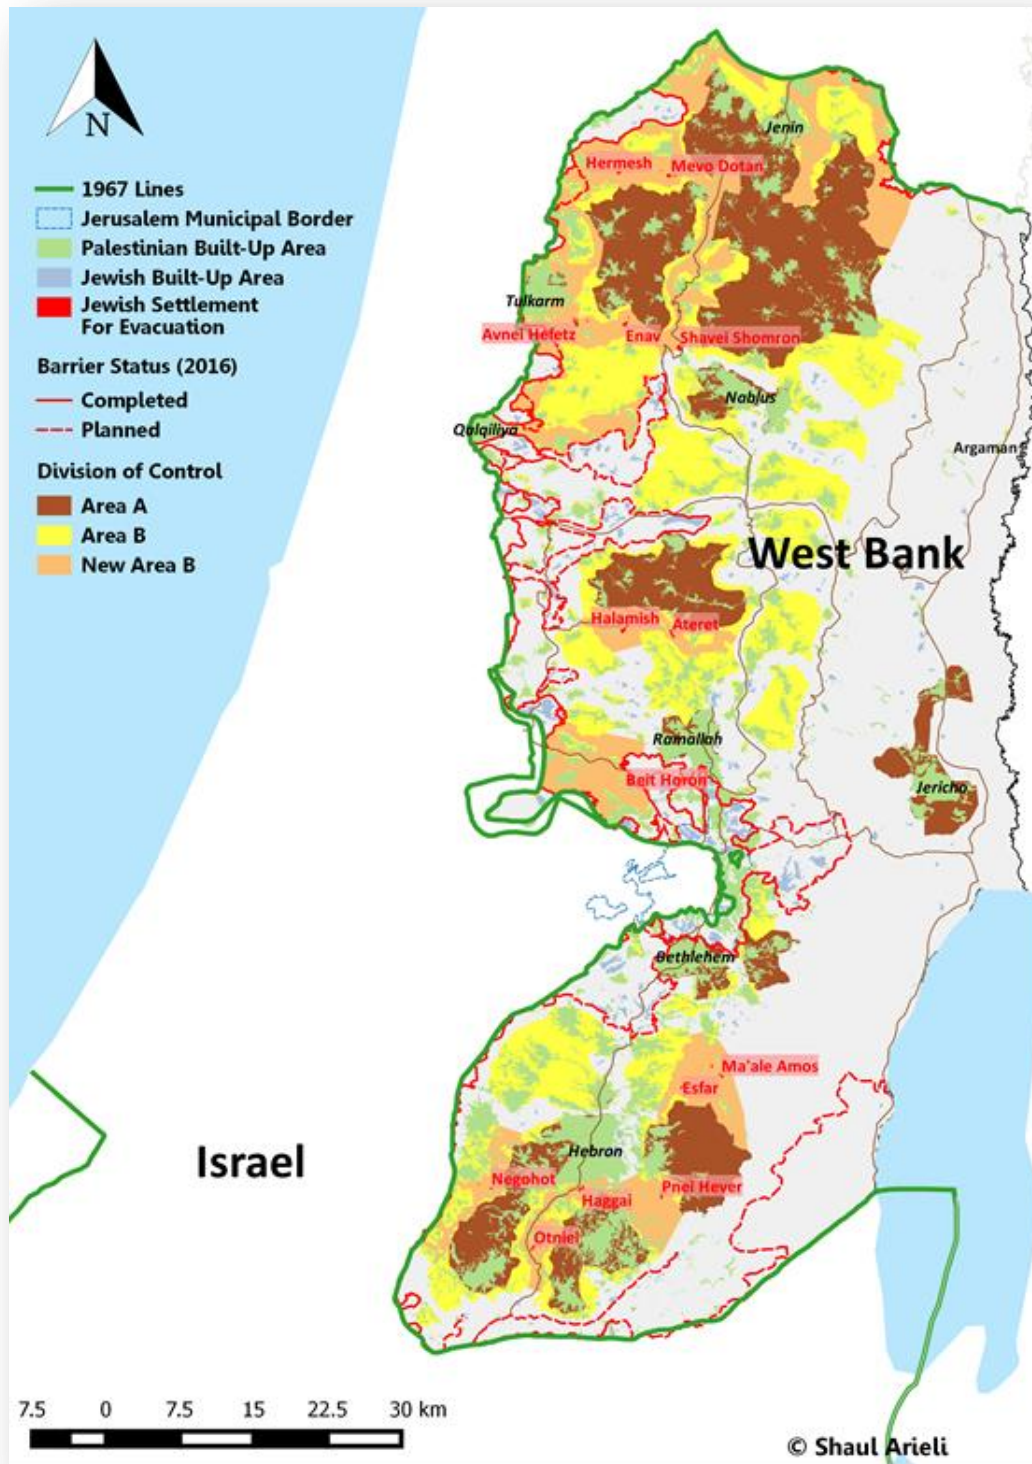 N
1967 Lines
Jerusalem Municipal Border
Palestinian Built-Up Area
Jewish Built-Up Area
Jewish Settlement
For Evacuation
Barrier Status (2016)
Completed
Planned
Division of Control
Area A
Area B
New Area B
Jenin
Hermesh
Mevo Dotan
Tulkarm
Avnei Hefetz
Enav
Shavei Shomron
Nablus
Qalqiliya
Argaman
West Bank
Halamish
Ateret
Ramallah
Beit Horon
Jericho
Bethlehem
Ma'ale Amos
Esfar
Israel
Hebron
Negohot
Haggai
Pnei Hever
Otniel
7.5 0 7.5 15 22.5 30 km
© Shaul Arieli